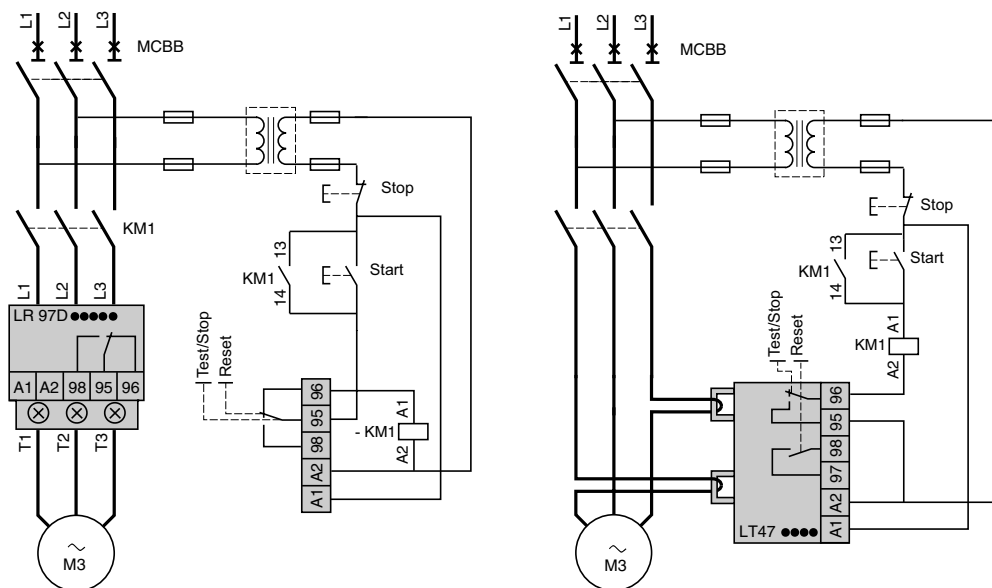 L1
L2
L3
MCBB
Stop
KM1
13
KM1
14
Start
L1
L2
L3
LR 97D ●●●●●
A1 A2 98 95 96
T1
T2
T3
~
M3
Test/Stop
Reset
96
95
98
A2
A1
A1
- KM1
A2
L1
L2
L3
MCBB
Stop
13
KM1
14
Start
A1
KM1
A2
Test/Stop
Reset
96
95
98
97
A2
A1
LT47 ●●●●
~
M3